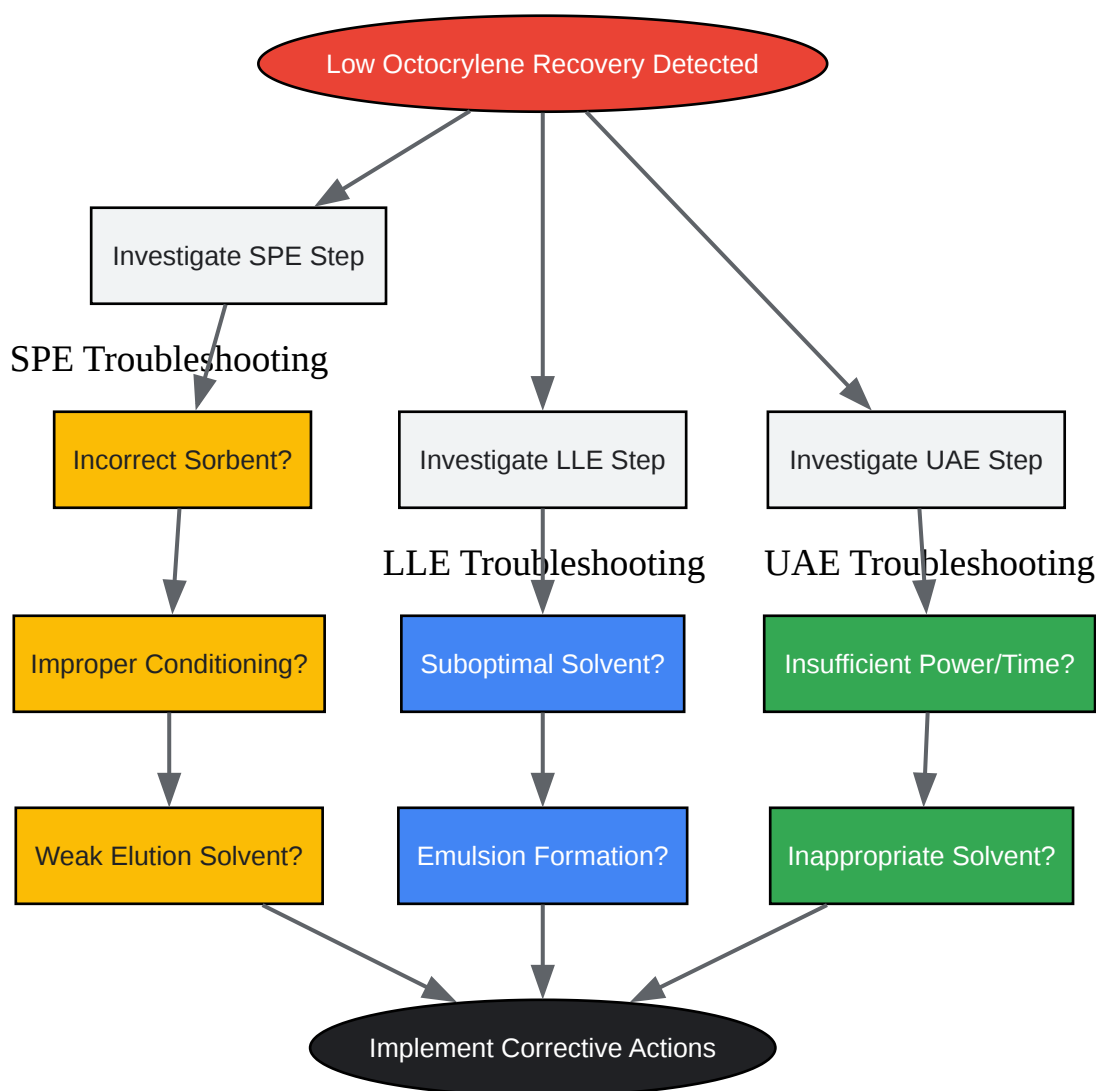 Low Octocrylene Recovery Detected
Investigate SPE Step
SPE Troubleshooting
Incorrect Sorbent?
Investigate LLE Step
Investigate UAE Step
LLE Troubleshooting
UAE Troubleshooting
Improper Conditioning?
Suboptimal Solvent?
Insufficient Power/Time?
Weak Elution Solvent?
Emulsion Formation?
Inappropriate Solvent?
Implement Corrective Actions